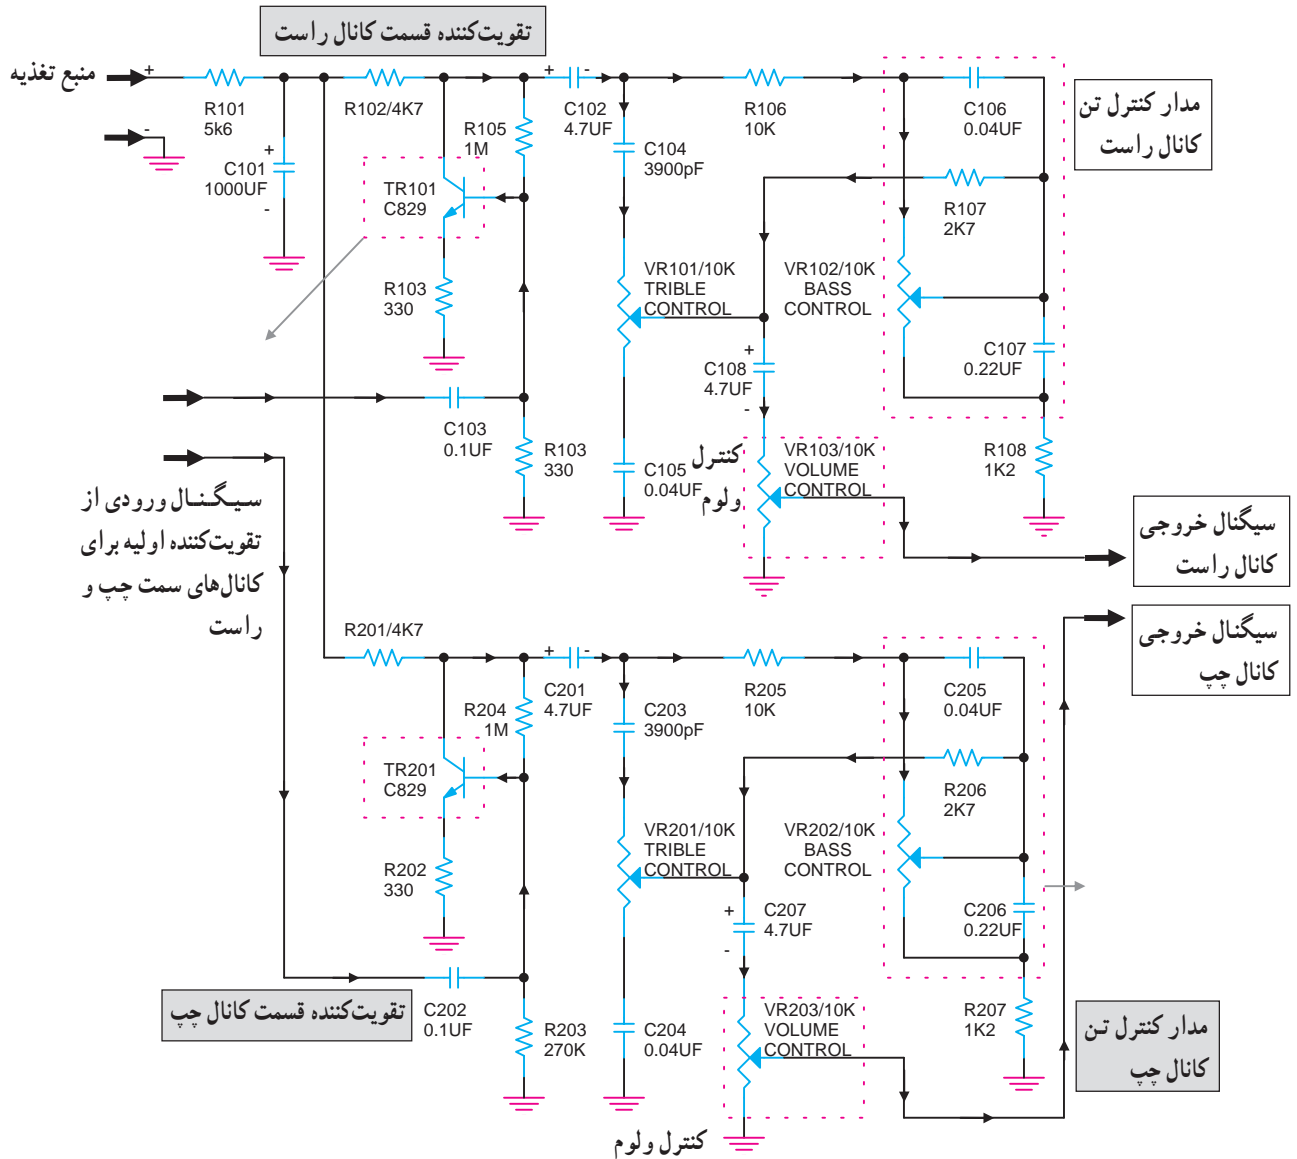 تقویت‌کننده قسمت کانال راست
منبع تغذیه
+
-
R101
5k6
C101
1000UF
+
-
R102/4K7
TR101
C829
R103
330
R105
1M
+ -
C102
4.7UF
C104
3900pF
R106
10K
C106
0.04UF
مدار کنترل تن
کانال راست
R107
2K7
VR101/10K
TRIBLE
CONTROL
VR102/10K
BASS
CONTROL
C107
0.22UF
+
C108
4.7UF
-
C103
0.1UF
R103
330
C105
0.04UF
کنترل
ولوم
VR103/10K
VOLUME
CONTROL
R108
1K2
سیگنال خروجی
کانال راست
سیگنال ورودی از
تقویت‌کننده اولیه برای
کانال‌های سمت چپ و
راست
سیگنال خروجی
کانال چپ
R201/4K7
+ -
C201
4.7UF
R204
1M
TR201
C829
R202
330
C203
3900pF
R205
10K
C205
0.04UF
R206
2K7
VR201/10K
TRIBLE
CONTROL
VR202/10K
BASS
CONTROL
C206
0.22UF
+
C207
4.7UF
-
تقویت‌کننده قسمت کانال چپ
C202
0.1UF
R203
270K
C204
0.04UF
VR203/10K
VOLUME
CONTROL
R207
1K2
مدار کنترل تن
کانال چپ
کنترل ولوم